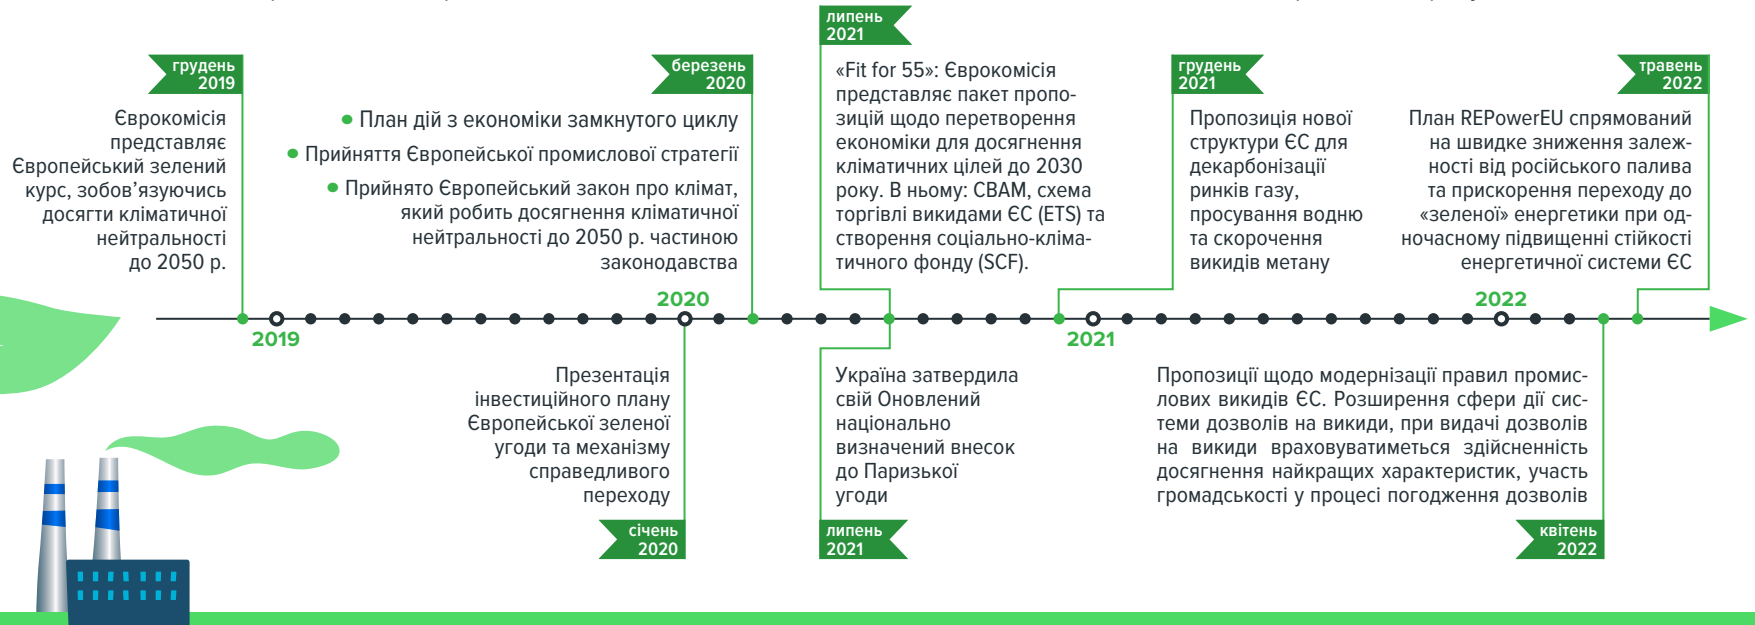 грудень
2019
Єврокомісія
представляє
Європейський зелений
курс, зобов’язуючись
досягти кліматичної
нейтральності
до 2050 р.
березень
2020
План дій з економіки замкнутого циклу
Прийняття Європейської промислової стратегії
Прийнято Європейський закон про клімат,
який робить досягнення кліматичної
нейтральності до 2050 р. частиною
законодавства
липень
2021
«Fit for 55»: Єврокомісія
представляє пакет пропо-
зицій щодо перетворення
економіки для досягнення
кліматичних цілей до 2030
року. В ньому: CBAM, схема
торгівлі викидами ЄС (ETS) та
створення соціально-кліма-
тичного фонду (SCF).
грудень
2021
Пропозиція нової
структури ЄС для
декарбонізації
ринків газу,
просування водню
та скорочення
викидів метану
травень
2022
План REPowerEU спрямований
на швидке зниження залеж-
ності від російського палива
та прискорення переходу до
«зеленої» енергетики при од-
ночасному підвищенні стійкості
енергетичної системи ЄС
2019
2020
2021
2022
Презентація
інвестиційного плану
Європейської зеленої
угоди та механізму
справедливого
переходу
січень
2020
Україна затвердила
свій Оновлений
національно
визначений внесок
до Паризької
угоди
липень
2021
Пропозиції щодо модернізації правил промис-
лових викидів ЄС. Розширення сфери дії сис-
теми дозволів на викиди, при видачі дозволів
на викиди враховуватиметься здійсненність
досягнення найкращих характеристик, участь
громадськості у процесі погодження дозволів
квітень
2022